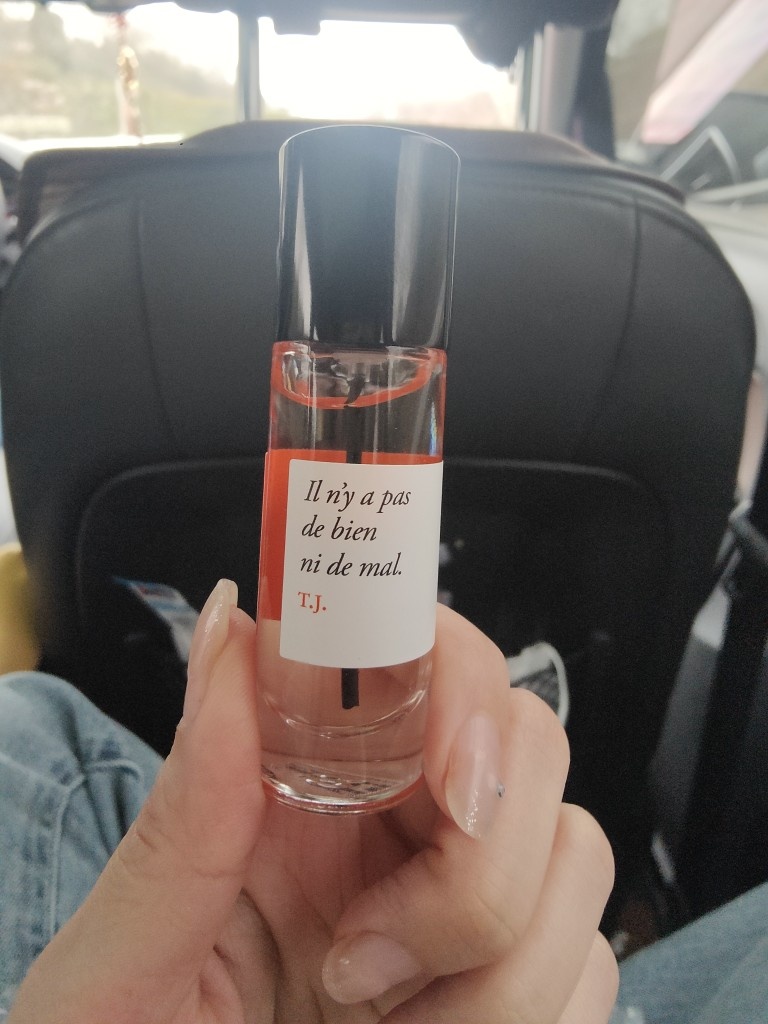 Il n'y a pas
de bien
ni de mal.
T.J.